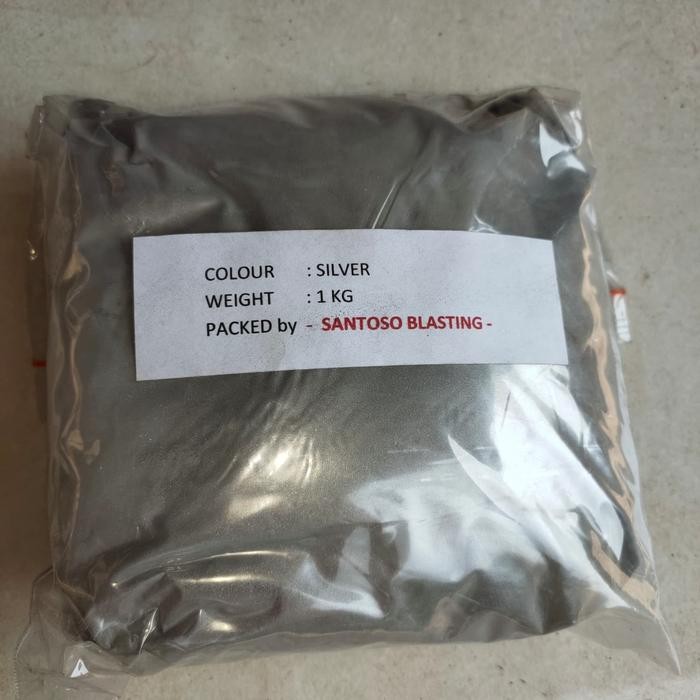 COLOUR : SILVER
WEIGHT : 1 KG
PACKED by - SANTOSO BLASTING -